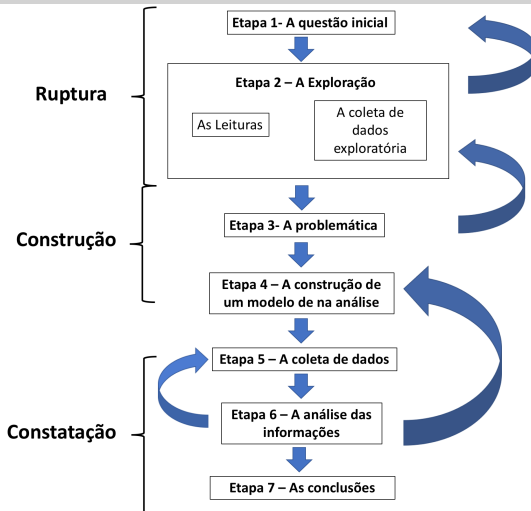 Etapa 1- A questão inicial
Ruptura
Etapa 2 – A Exploração
As Leituras
A coleta de
dados
exploratória
Construção
Etapa 3- A problemática
Etapa 4 – A construção de
um modelo de na análise
Constatação
Etapa 5 – A coleta de dados
Etapa 6 – A análise das
informações
Etapa 7 – As conclusões